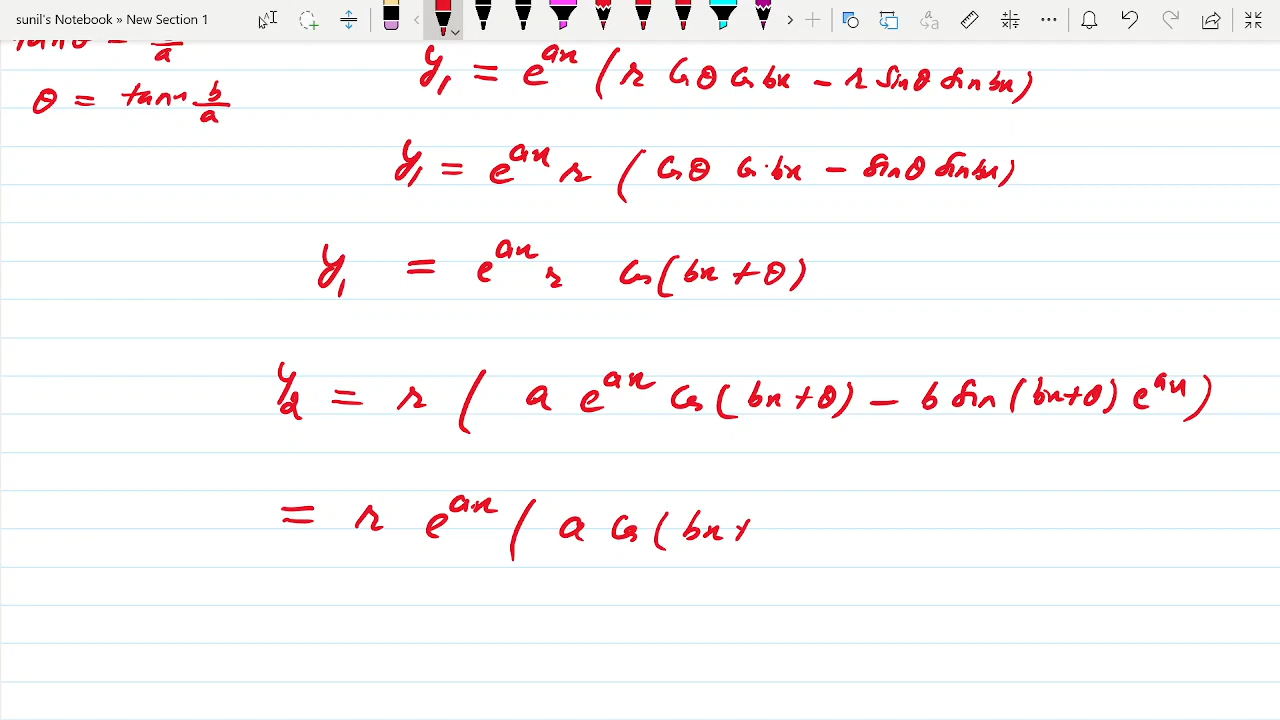 sunil's Notebook » New Section 1
tan θ = b/a
y₁ = e^{ax} (r cosθ cos bx − r sinθ sin bx)
θ = tan⁻¹ b/a
y₁ = e^{ax} r (cosθ cos bx − sinθ sin bx)
y₁ = e^{ax} r cos(bx + θ)
y₂ = r ( a e^{ax} cos(bx + θ) − b sin(bx+θ) e^{ax})
= r e^{ax} ( a cos(bx +